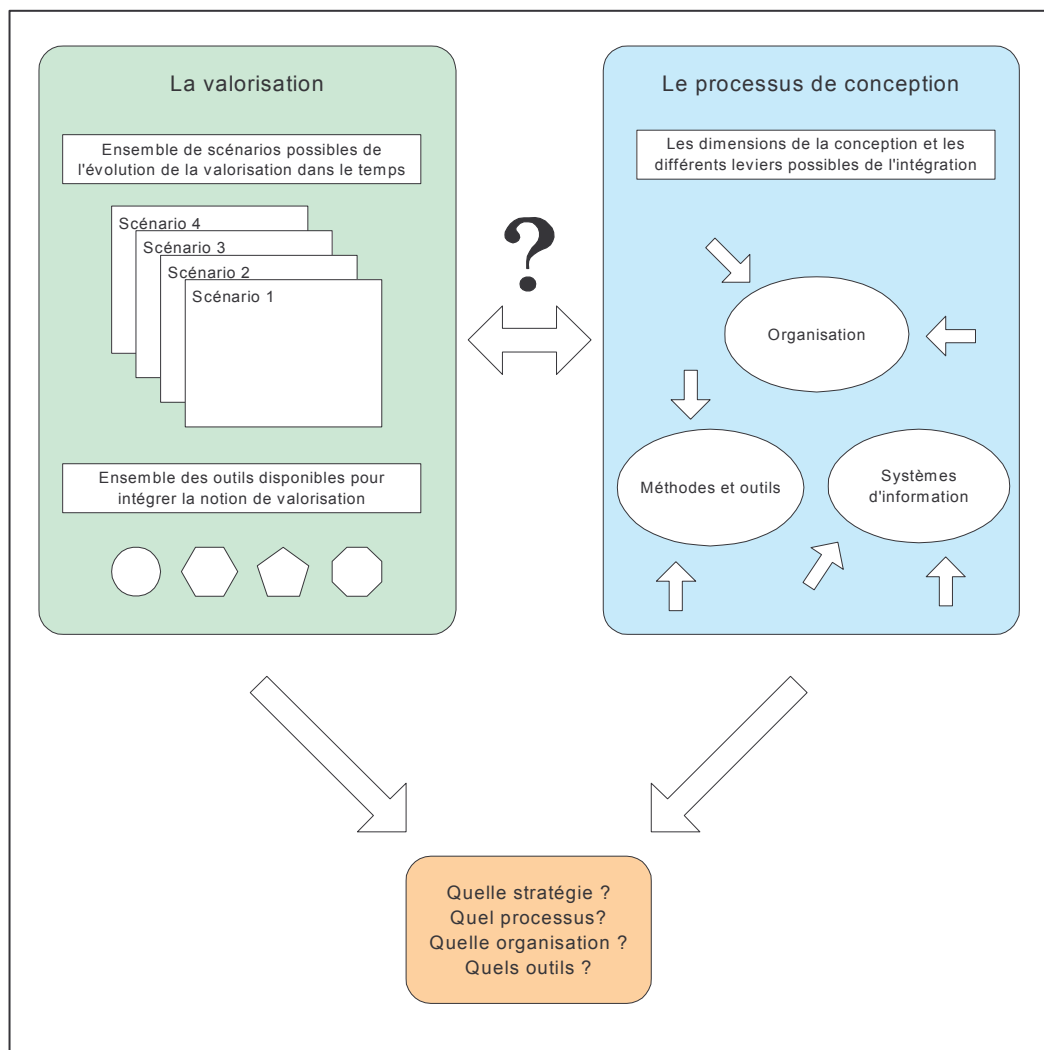 La valorisation
Ensemble de scénarios possibles de
l'évolution de la valorisation dans le temps
Scénario 4
Scénario 3
Scénario 2
Scénario 1
Ensemble des outils disponibles pour
intégrer la notion de valorisation
?
Le processus de conception
Les dimensions de la conception et les
différents leviers possibles de l'intégration
Organisation
Méthodes et outils
Systèmes
d'information
Quelle stratégie ?
Quel processus?
Quelle organisation ?
Quels outils ?